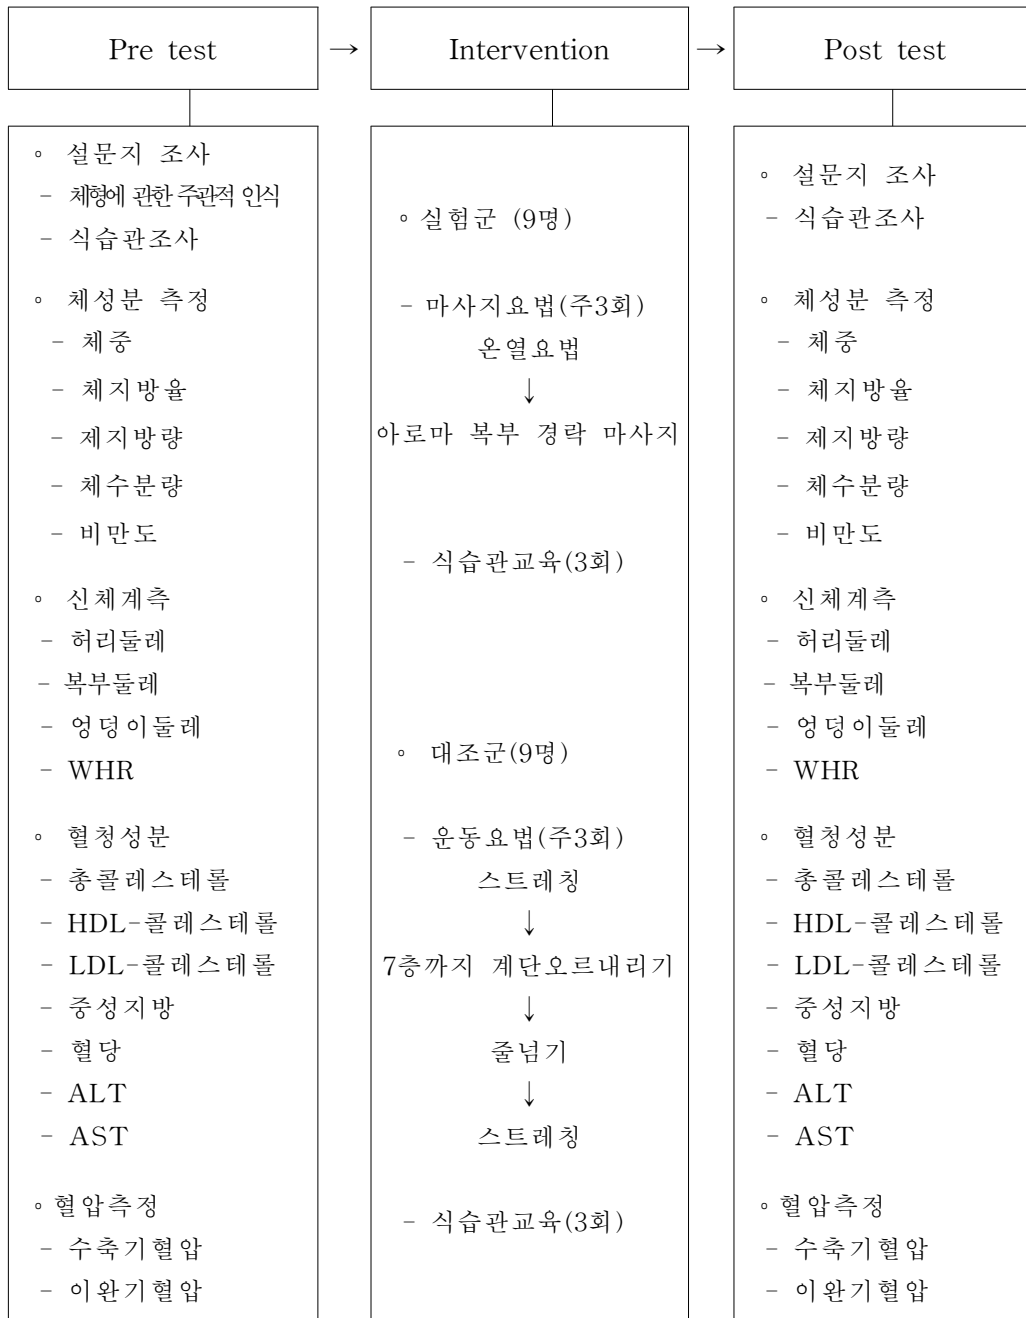 Pre test → Intervention → Post test
◦ 설문지 조사
- 체형에 관한 주관적 인식
- 식습관조사
◦ 체성분 측정
- 체중
- 체지방율
- 제지방량
- 체수분량
- 비만도
◦ 신체계측
- 허리둘레
- 복부둘레
- 엉덩이둘레
- WHR
◦ 혈청성분
- 총콜레스테롤
- HDL-콜레스테롤
- LDL-콜레스테롤
- 중성지방
- 혈당
- ALT
- AST
◦ 혈압측정
- 수축기혈압
- 이완기혈압
◦ 실험군 (9명)
- 마사지요법(주3회)
온열요법
↓
아로마 복부 경락 마사지
- 식습관교육(3회)
◦ 대조군(9명)
- 운동요법(주3회)
스트레칭
↓
7층까지 계단오르내리기
↓
줄넘기
↓
스트레칭
- 식습관교육(3회)
◦ 설문지 조사
- 식습관조사
◦ 체성분 측정
- 체중
- 체지방율
- 제지방량
- 체수분량
- 비만도
◦ 신체계측
- 허리둘레
- 복부둘레
- 엉덩이둘레
- WHR
◦ 혈청성분
- 총콜레스테롤
- HDL-콜레스테롤
- LDL-콜레스테롤
- 중성지방
- 혈당
- ALT
- AST
◦ 혈압측정
- 수축기혈압
- 이완기혈압